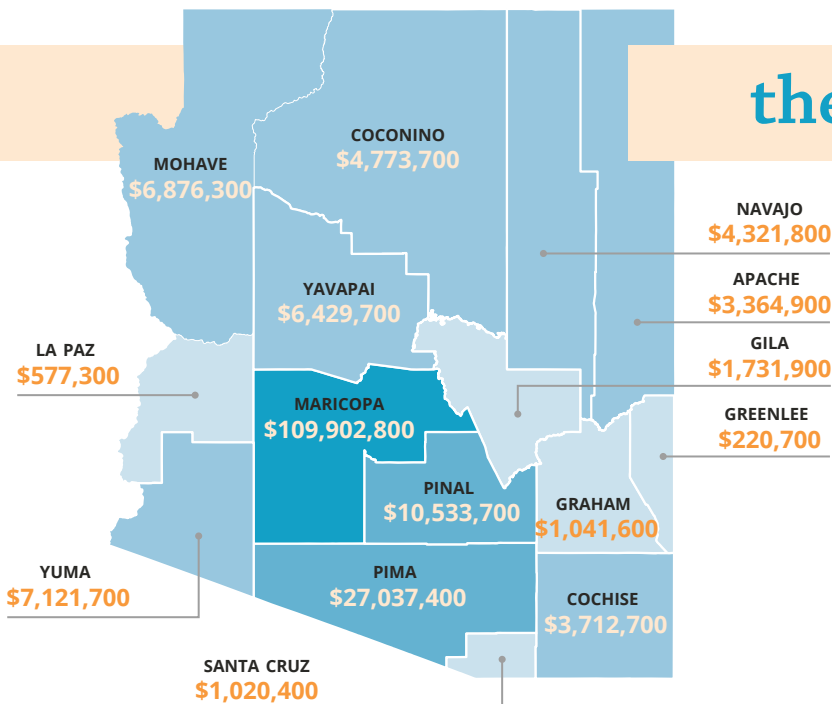 the
COCONINO
$4,773,700
MOHAVE
$6,876,300
NAVAJO
$4,321,800
APACHE
$3,364,900
YAVAPAI
$6,429,700
GILA
$1,731,900
LA PAZ
$577,300
MARICOPA
$109,902,800
GREENLEE
$220,700
PINAL
$10,533,700
GRAHAM
$1,041,600
YUMA
$7,121,700
PIMA
$27,037,400
COCHISE
$3,712,700
SANTA CRUZ
$1,020,400